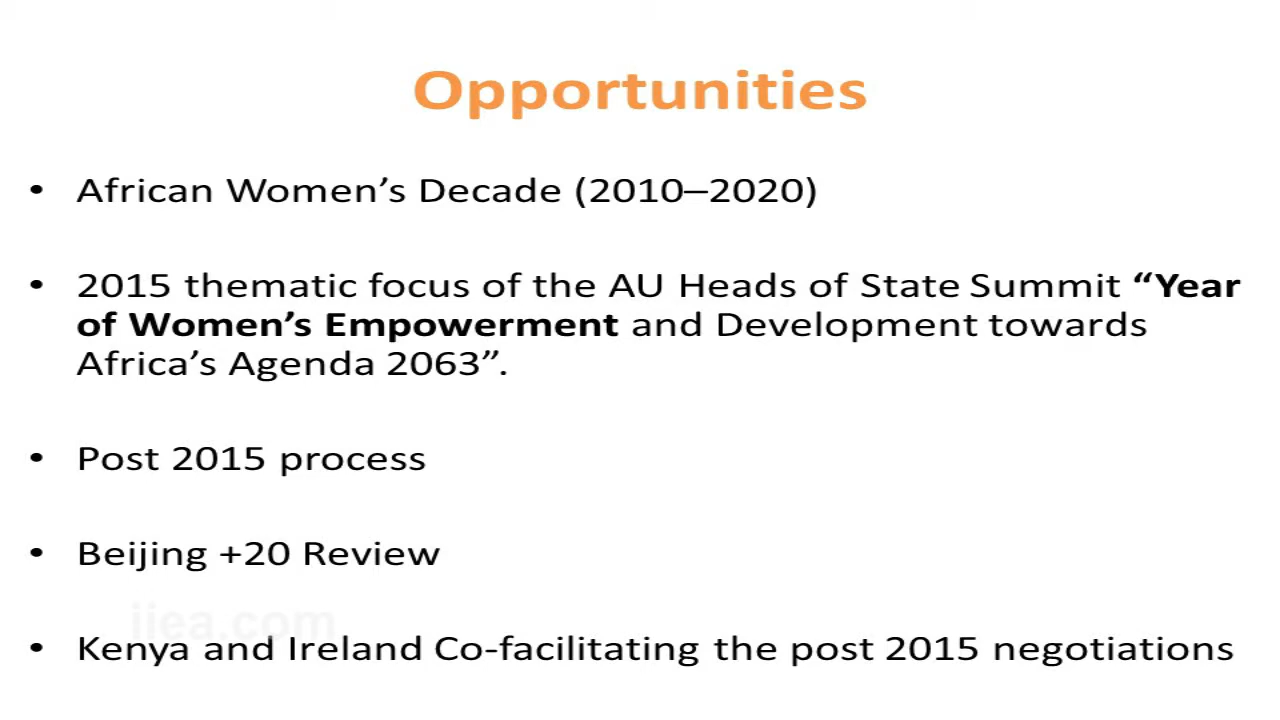 Opportunities
• African Women’s Decade (2010–2020)
• 2015 thematic focus of the AU Heads of State Summit “Year
of Women’s Empowerment and Development towards
Africa’s Agenda 2063”.
• Post 2015 process
• Beijing +20 Review
iiea.com
• Kenya and Ireland Co-facilitating the post 2015 negotiations